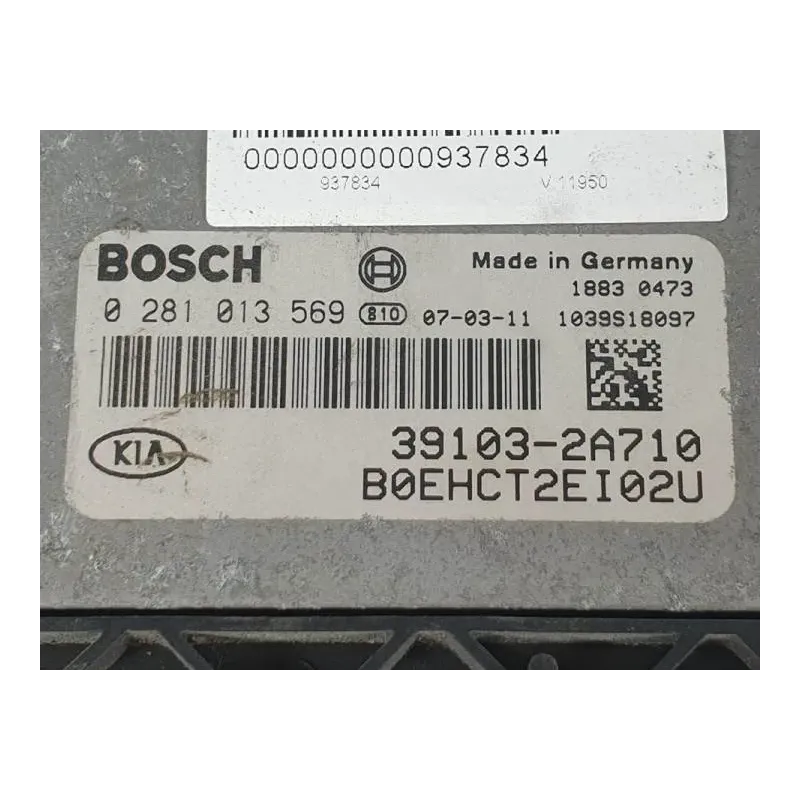 0000000000937834
937834 V 11950
BOSCH Made in Germany
1883 0473
0 281 013 569 810 07-03-11 1039S18097
KIA 39103-2A710
B0EHCT2EI02U